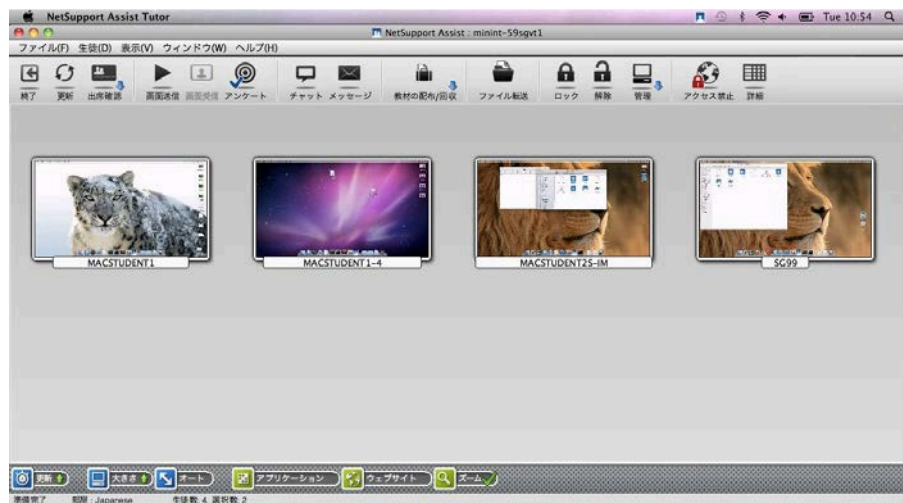 NetSupport Assist Tutor Tue 10:54
NetSupport Assist : minint-59sgvt1
ファイル(F) 生徒(D) 表示(V) ウィンドウ(W) ヘルプ(H)
終了 更新 出席確認 画面送信 画面受信 アンケート チャット メッセージ 教材の配布/回収 ファイル転送 ロック 解除 管理 アクセス禁止 詳細
MACSTUDENT1 MACSTUDENT1-4 MACSTUDENT2S-IM SG99
更新 大きさ オート アプリケーション ウェブサイト ズーム
準備完了 部屋 : Japanese 生徒数: 4, 選択数: 2